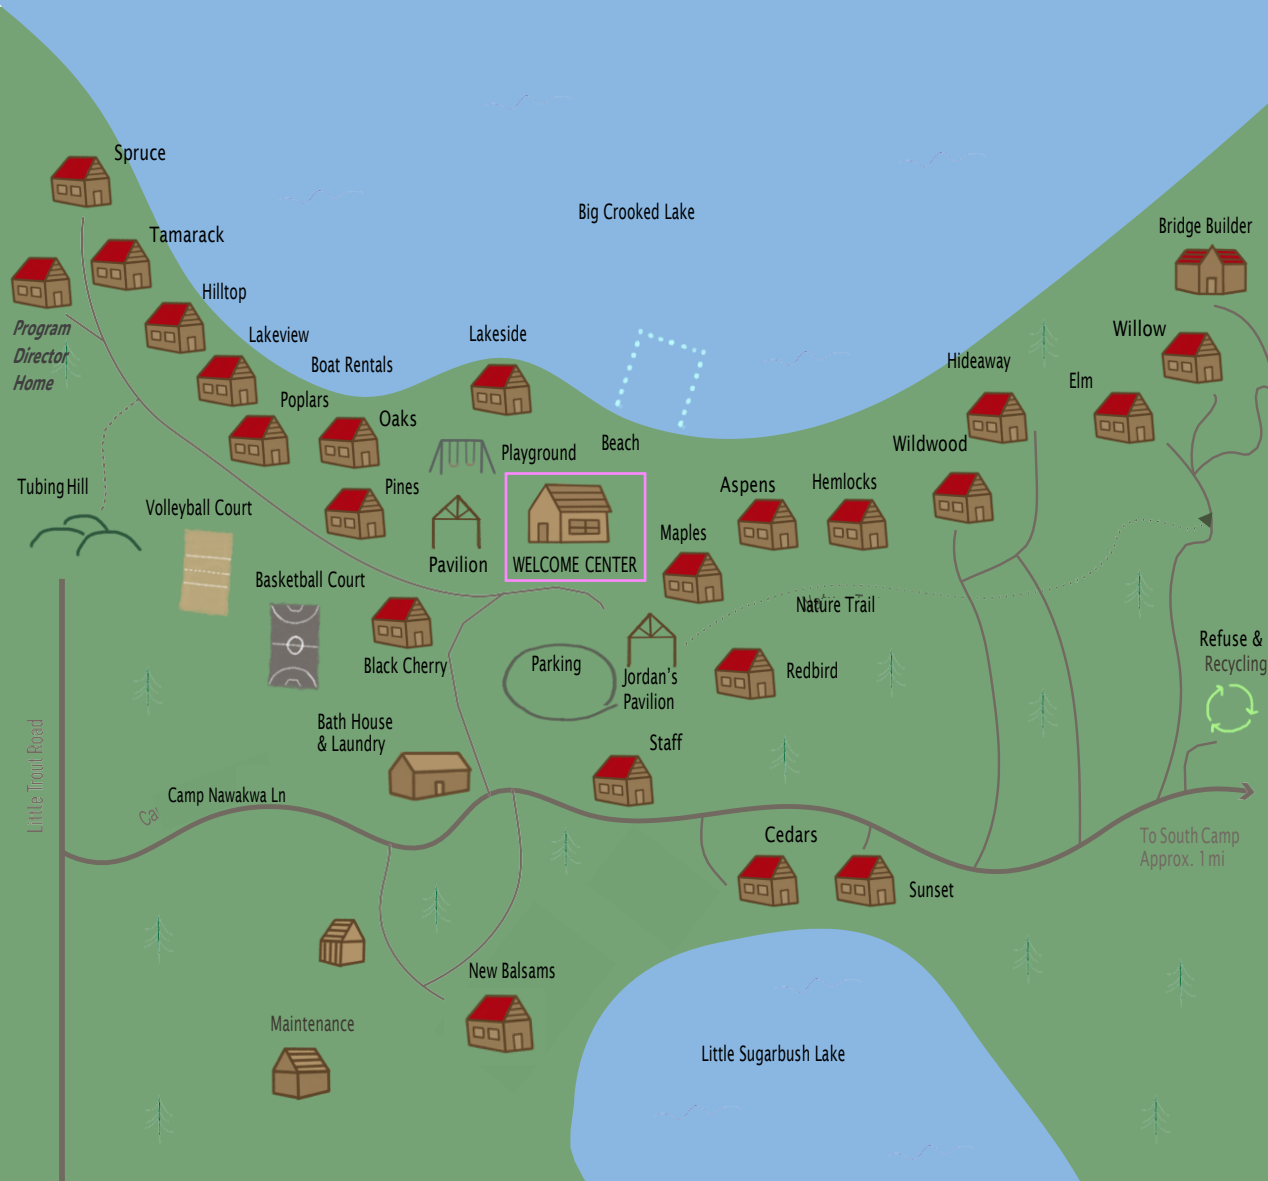 Spruce
Big Crooked Lake
Bridge Builder
Tamarack
Hilltop
Program
Director
Home
Lakeview
Lakeside
Willow
Boat Rentals
Hideaway
Elm
Poplars
Oaks
Playground
Beach
Wildwood
Tubing Hill
Pines
Aspens
Hemlocks
Volleyball Court
Pavilion
WELCOME CENTER
Maples
Basketball Court
Nature Trail
Black Cherry
Parking
Jordan's
Pavilion
Redbird
Refuse &
Recycling
Bath House
& Laundry
Staff
Little Trout Road
Camp Nawakwa Ln
Cal
Cedars
To South Camp
Approx. 1 mi
Sunset
New Balsams
Maintenance
Little Sugarbush Lake